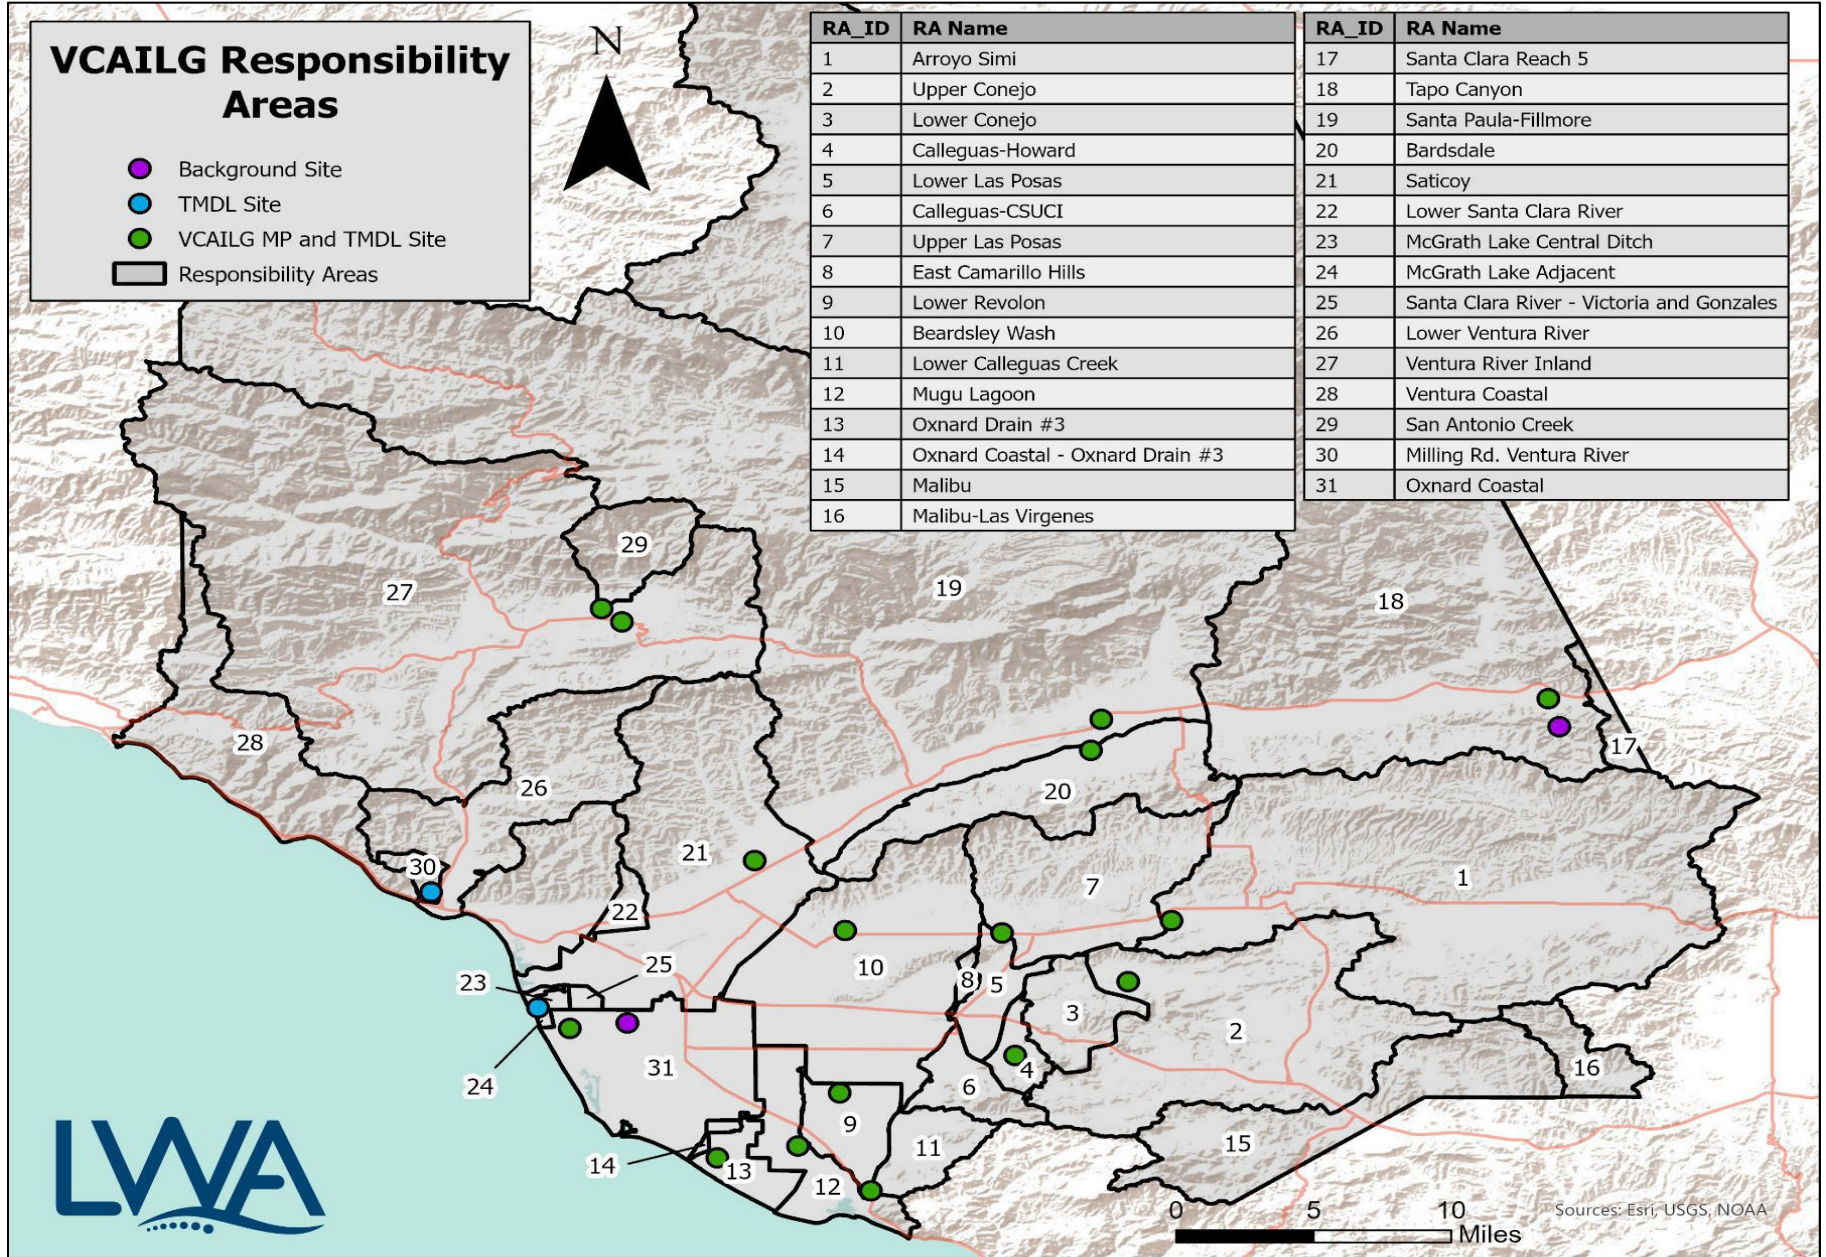 VCAILG Responsibility
Areas
Background Site
TMDL Site
VCAILG MP and TMDL Site
Responsibility Areas
N
RA_ID RA Name
1 Arroyo Simi
2 Upper Conejo
3 Lower Conejo
4 Calleguas-Howard
5 Lower Las Posas
6 Calleguas-CSUCI
7 Upper Las Posas
8 East Camarillo Hills
9 Lower Revolon
10 Beardsley Wash
11 Lower Calleguas Creek
12 Mugu Lagoon
13 Oxnard Drain #3
14 Oxnard Coastal - Oxnard Drain #3
15 Malibu
16 Malibu-Las Virgenes
RA_ID RA Name
17 Santa Clara Reach 5
18 Tapo Canyon
19 Santa Paula-Fillmore
20 Bardsdale
21 Saticoy
22 Lower Santa Clara River
23 McGrath Lake Central Ditch
24 McGrath Lake Adjacent
25 Santa Clara River - Victoria and Gonzales
26 Lower Ventura River
27 Ventura River Inland
28 Ventura Coastal
29 San Antonio Creek
30 Milling Rd. Ventura River
31 Oxnard Coastal
29
27
19
18
28
17
26
20
21
30
7
1
22
10
25
8
5
23
3
2
24
31
4
6
16
9
11
15
14
13
12
LWA
0 5 10
Miles
Sources: Esri, USGS, NOAA